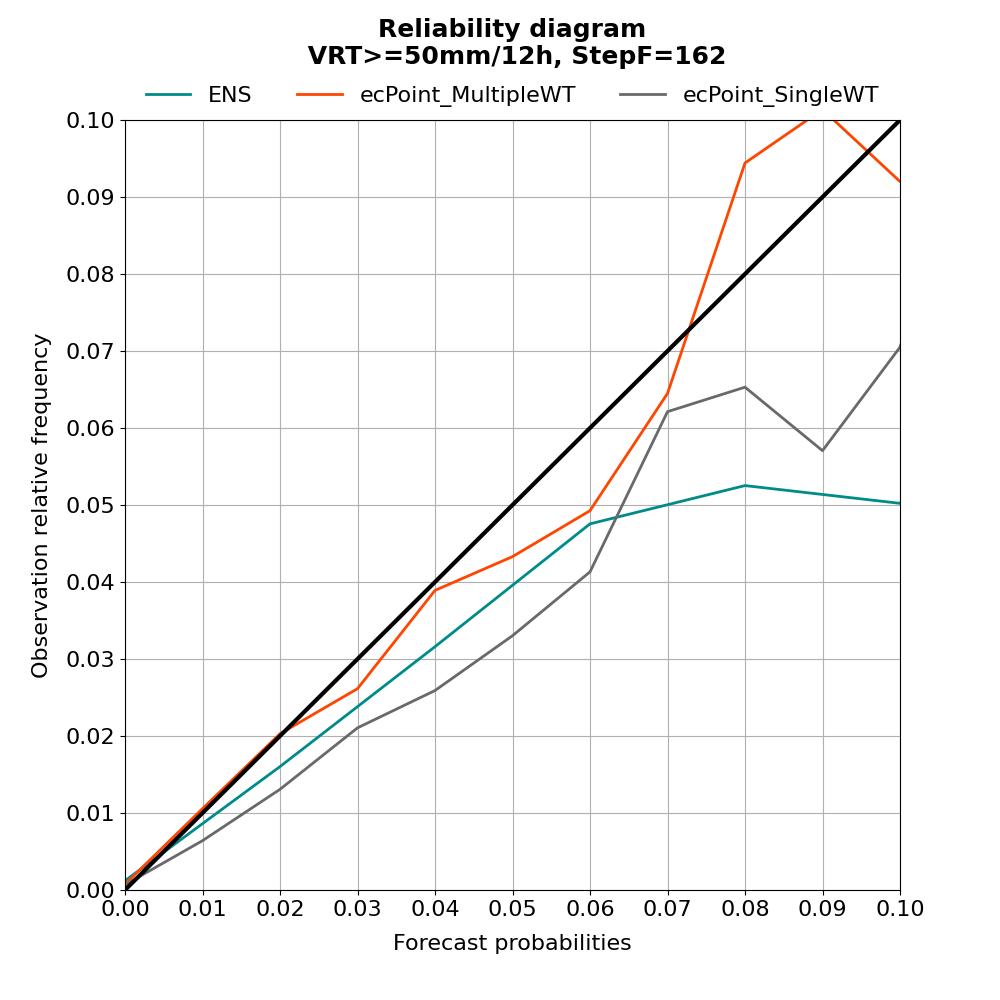 Reliability diagram
VRT>=50mm/12h, StepF=162
ENS ecPoint_MultipleWT ecPoint_SingleWT
0.10
0.09
0.08
0.07
0.06
0.05
0.04
0.03
0.02
0.01
0.00
Observation relative frequency
0.00 0.01 0.02 0.03 0.04 0.05 0.06 0.07 0.08 0.09 0.10
Forecast probabilities